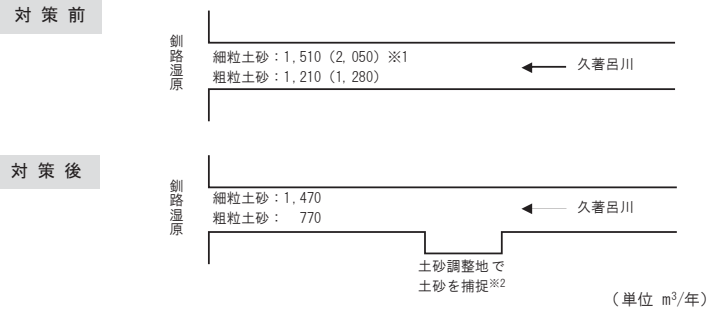 対策前
釧路湿原
細粒土砂：1,510（2,050）※1
粗粒土砂：1,210（1,280）
久著呂川
対策後
釧路湿原
細粒土砂：1,470
粗粒土砂：　770
久著呂川
土砂調整地で
土砂を捕捉※2
（単位 m³/年）